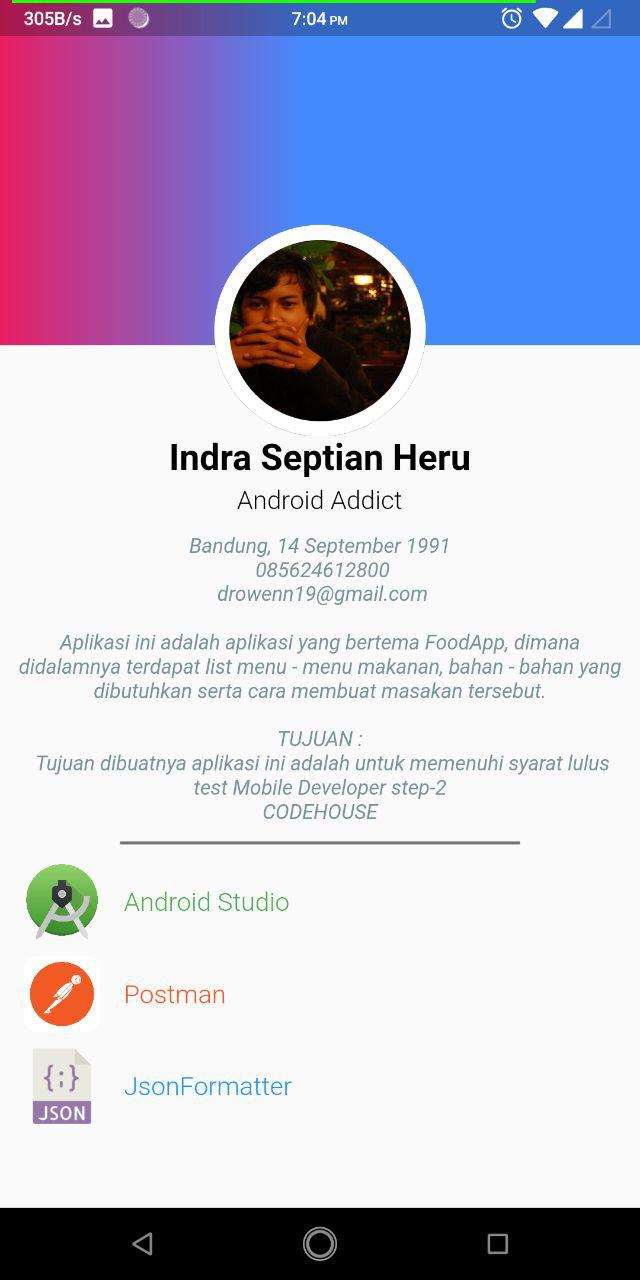 305B/s 7:04 PM
Indra Septian Heru
Android Addict
Bandung, 14 September 1991
085624612800
drowenn19@gmail.com
Aplikasi ini adalah aplikasi yang bertema FoodApp, dimana
didalamnya terdapat list menu - menu makanan, bahan - bahan yang
dibutuhkan serta cara membuat masakan tersebut.
TUJUAN :
Tujuan dibuatnya aplikasi ini adalah untuk memenuhi syarat lulus
test Mobile Developer step-2
CODEHOUSE
Android Studio
Postman
{;}
JSON
JsonFormatter